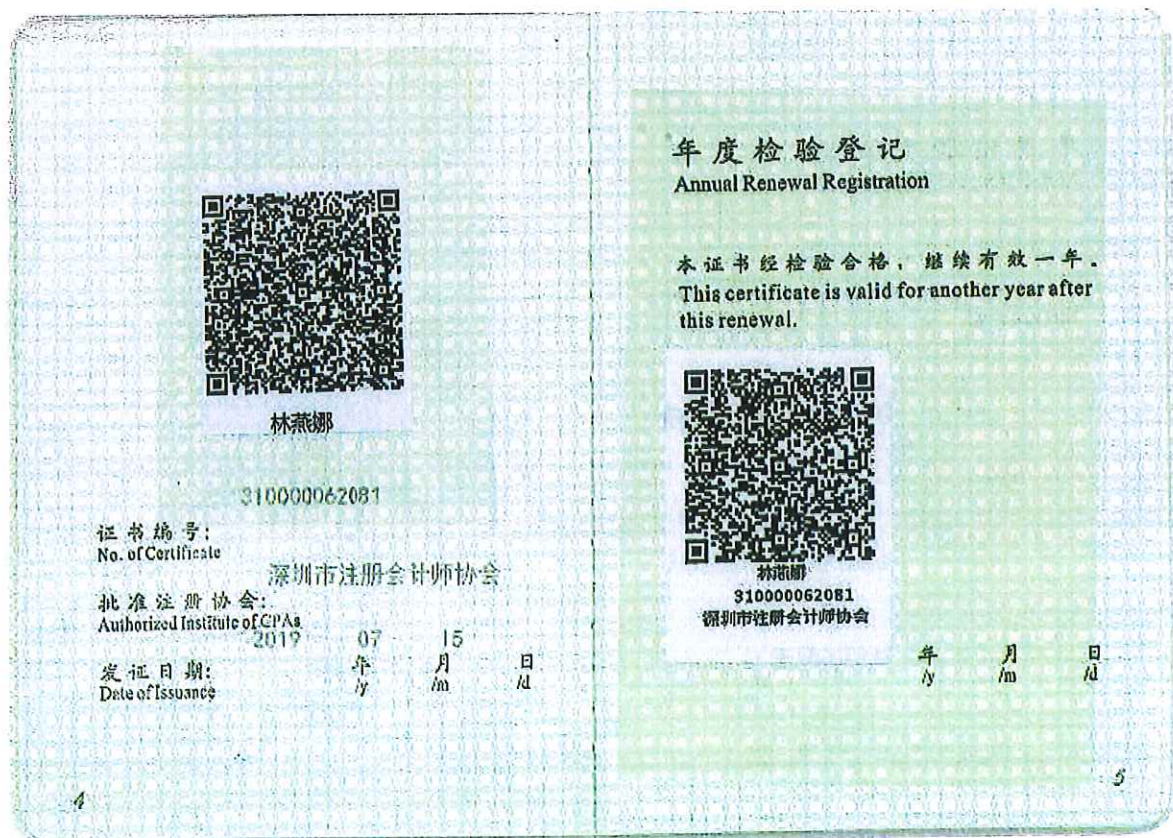 林燕娜
310000062081
证书编号:
No. of Certificate
深圳市注册会计师协会
批准注册协会:
Authorized Institute of CPAs
2019 07 15
发证日期: 年 月 日
Date of Issuance /y /m /d
4
年度检验登记
Annual Renewal Registration
本证书经检验合格，继续有效一年。
This certificate is valid for another year after
this renewal.
林燕娜
310000062081
深圳市注册会计师协会
年 月 日
/y /m /d
5